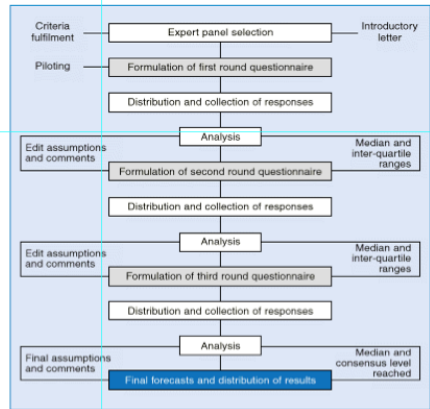 Criteria
fulfilment
Expert panel selection
Introductory
letter
Piloting
Formulation of first round questionnaire
Distribution and collection of responses
Analysis
Edit assumptions
and comments
Median and
inter-quartile
ranges
Formulation of second round questionnaire
Distribution and collection of responses
Analysis
Edit assumptions
and comments
Median and
inter-quartile
ranges
Formulation of third round questionnaire
Distribution and collection of responses
Analysis
Final assumptions
and comments
Median and
consensus level
reached
Final forecasts and distribution of results